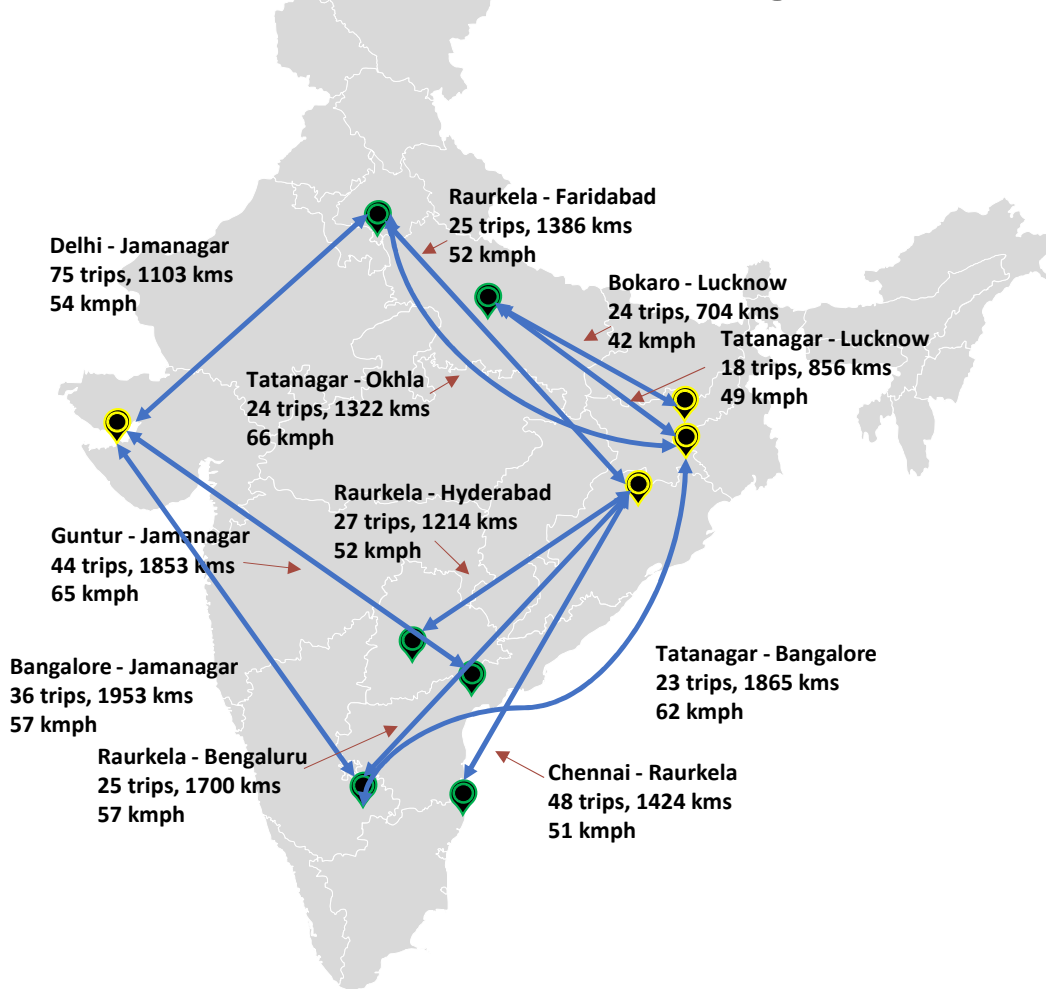 Raurkela - Faridabad
25 trips, 1386 kms
52 kmph
Delhi - Jamanagar
75 trips, 1103 kms
54 kmph
Bokaro - Lucknow
24 trips, 704 kms
42 kmph
Tatanagar - Lucknow
18 trips, 856 kms
49 kmph
Tatanagar - Okhla
24 trips, 1322 kms
66 kmph
Raurkela - Hyderabad
27 trips, 1214 kms
52 kmph
Guntur - Jamanagar
44 trips, 1853 kms
65 kmph
Bangalore - Jamanagar
36 trips, 1953 kms
57 kmph
Tatanagar - Bangalore
23 trips, 1865 kms
62 kmph
Raurkela - Bengaluru
25 trips, 1700 kms
57 kmph
Chennai - Raurkela
48 trips, 1424 kms
51 kmph